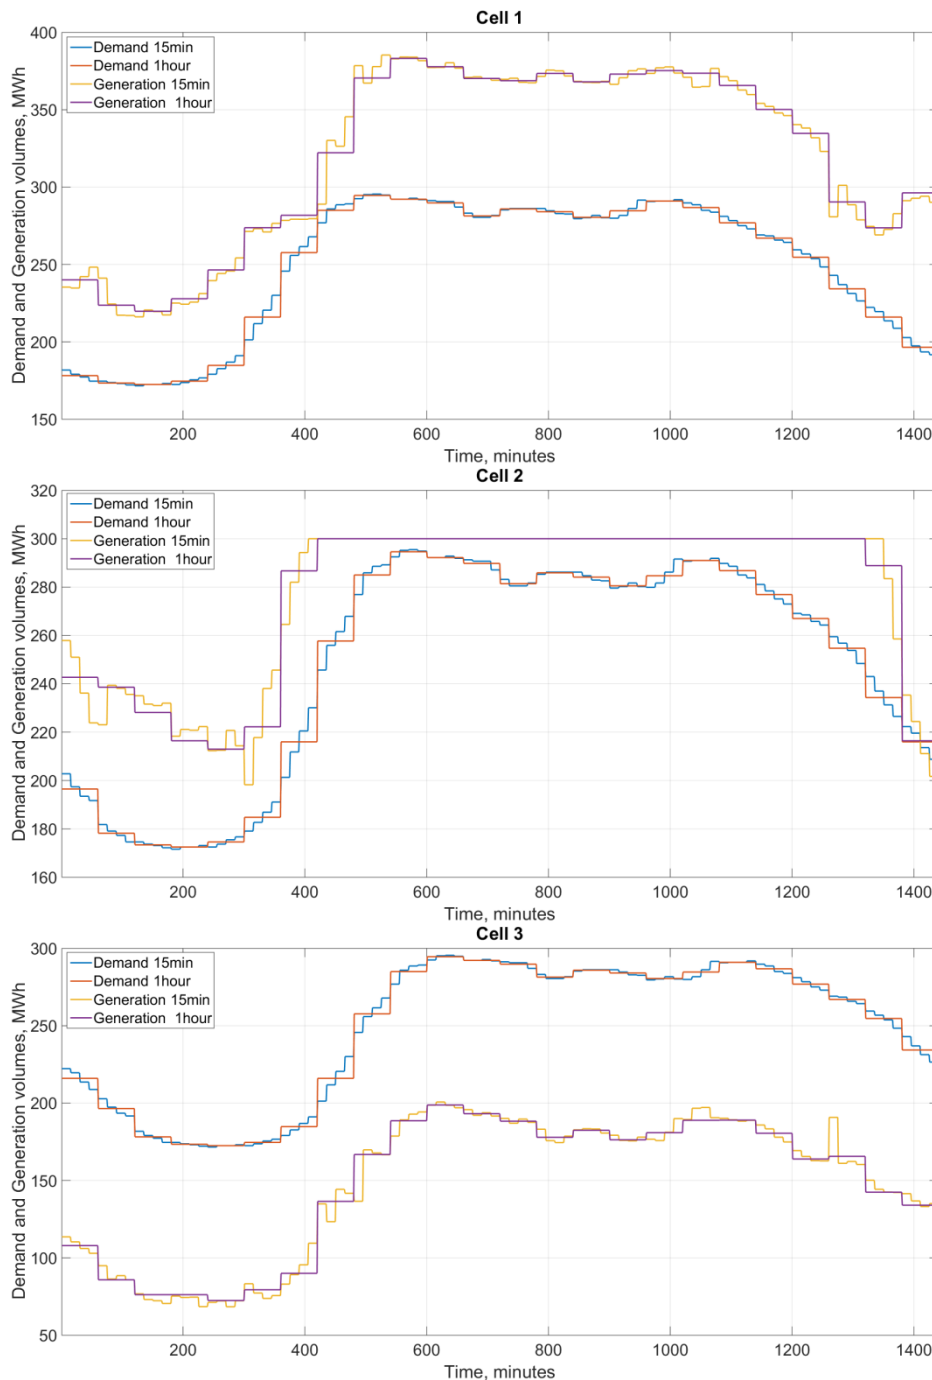 Cell 1
400
350
300
250
200
150
Demand and Generation volumes, MWh
Demand 15min
Demand 1hour
Generation 15min
Generation 1hour
200 400 600 800 1000 1200 1400
Time, minutes
Cell 2
320
300
280
260
240
220
200
180
160
Demand and Generation volumes, MWh
Demand 15min
Demand 1hour
Generation 15min
Generation 1hour
200 400 600 800 1000 1200 1400
Time, minutes
Cell 3
300
250
200
150
100
50
Demand and Generation volumes, MWh
Demand 15min
Demand 1hour
Generation 15min
Generation 1hour
200 400 600 800 1000 1200 1400
Time, minutes